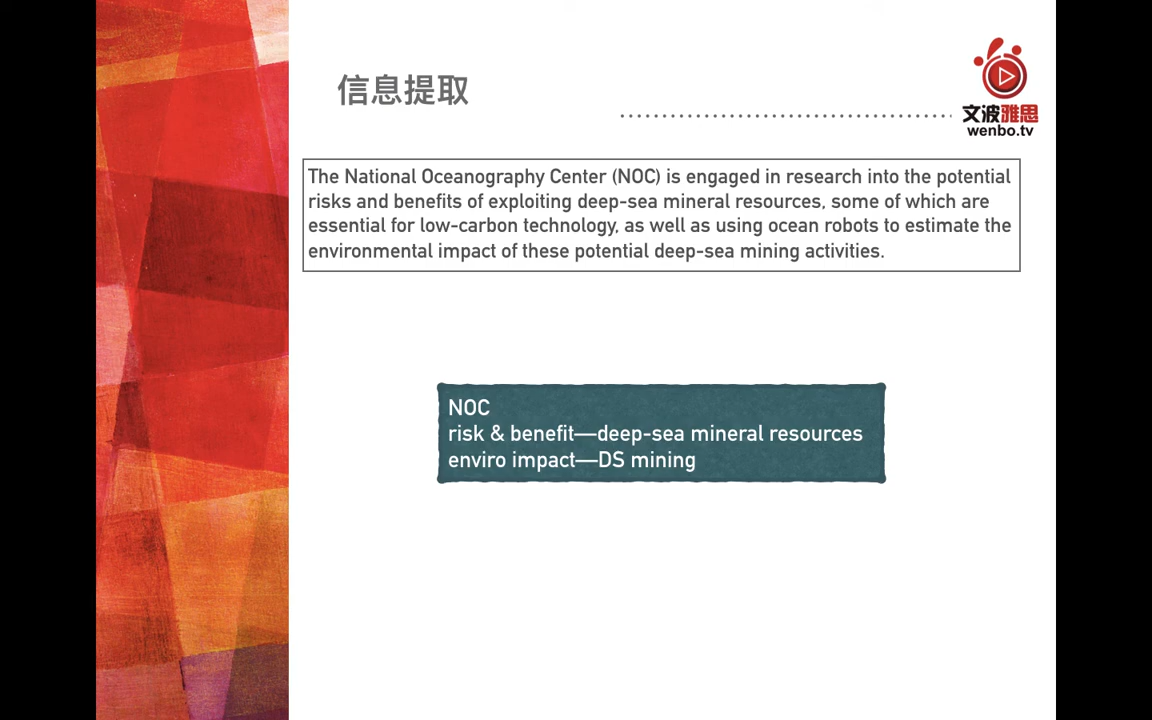 信息提取
文波雅思
wenbo.tv
The National Oceanography Center (NOC) is engaged in research into the potential
risks and benefits of exploiting deep-sea mineral resources, some of which are
essential for low-carbon technology, as well as using ocean robots to estimate the
environmental impact of these potential deep-sea mining activities.
NOC
risk & benefit—deep-sea mineral resources
enviro impact—DS mining